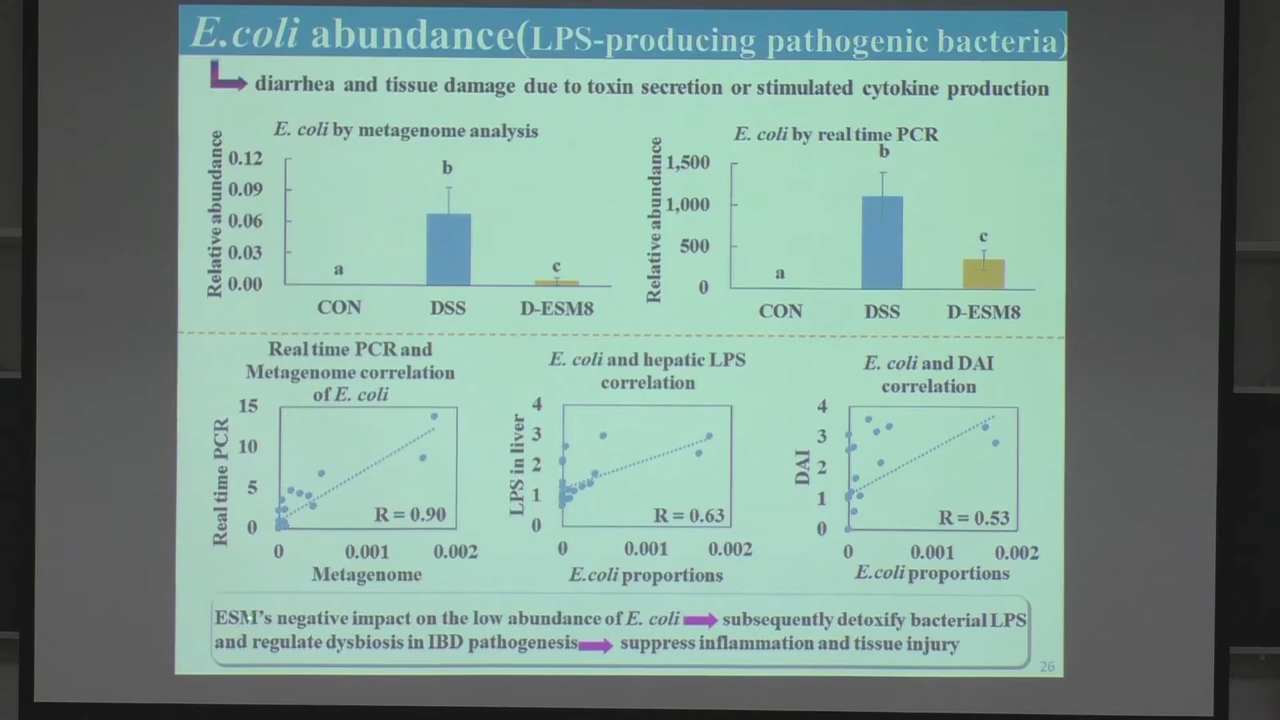 E.coli abundance(LPS-producing pathogenic bacteria)
diarrhea and tissue damage due to toxin secretion or stimulated cytokine production
E. coli by metagenome analysis
Relative abundance
0.12
0.09
0.06
0.03
0.00
a
b
c
CON DSS D-ESM8
E. coli by real time PCR
Relative abundance
1,500
1,000
500
0
a
b
c
CON DSS D-ESM8
Real time PCR and
Metagenome correlation
of E. coli
Real time PCR
15
10
5
0
R = 0.90
0 0.001 0.002
Metagenome
E. coli and hepatic LPS
correlation
LPS in liver
4
3
2
1
0
R = 0.63
0 0.001 0.002
E.coli proportions
E. coli and DAI
correlation
DAI
4
3
2
1
0
R = 0.53
0 0.001 0.002
E.coli proportions
ESM's negative impact on the low abundance of E. coli subsequently detoxify bacterial LPS
and regulate dysbiosis in IBD pathogenesis suppress inflammation and tissue injury
26